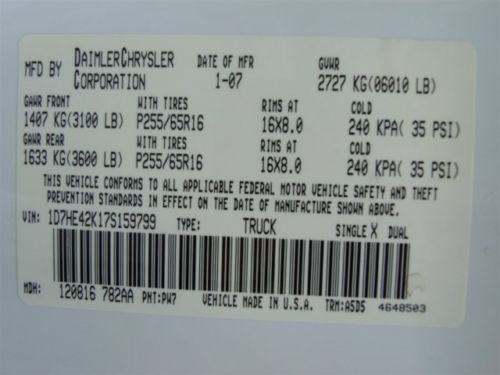 MFD BY DAIMLERCHRYSLER CORPORATION DATE OF MFR 1-07 GVWR 2727 KG(06010 LB)
GAWR FRONT WITH TIRES RIMS AT COLD
1407 KG(3100 LB) P255/65R16 16X8.0 240 KPA( 35 PSI)
GAWR REAR WITH TIRES RIMS AT COLD
1633 KG(3600 LB) P255/65R16 16X8.0 240 KPA( 35 PSI)
THIS VEHICLE CONFORMS TO ALL APPLICABLE FEDERAL MOTOR VEHICLE SAFETY AND THEFT
PREVENTION STANDARDS IN EFFECT ON THE DATE OF MANUFACTURE SHOWN ABOVE.
VIN: 1D7HE42K17S159799 TYPE: TRUCK SINGLE X DUAL
MDH: 120816 782AA PNT:PW7 VEHICLE MADE IN U.S.A. TRM:A5D5 4648503